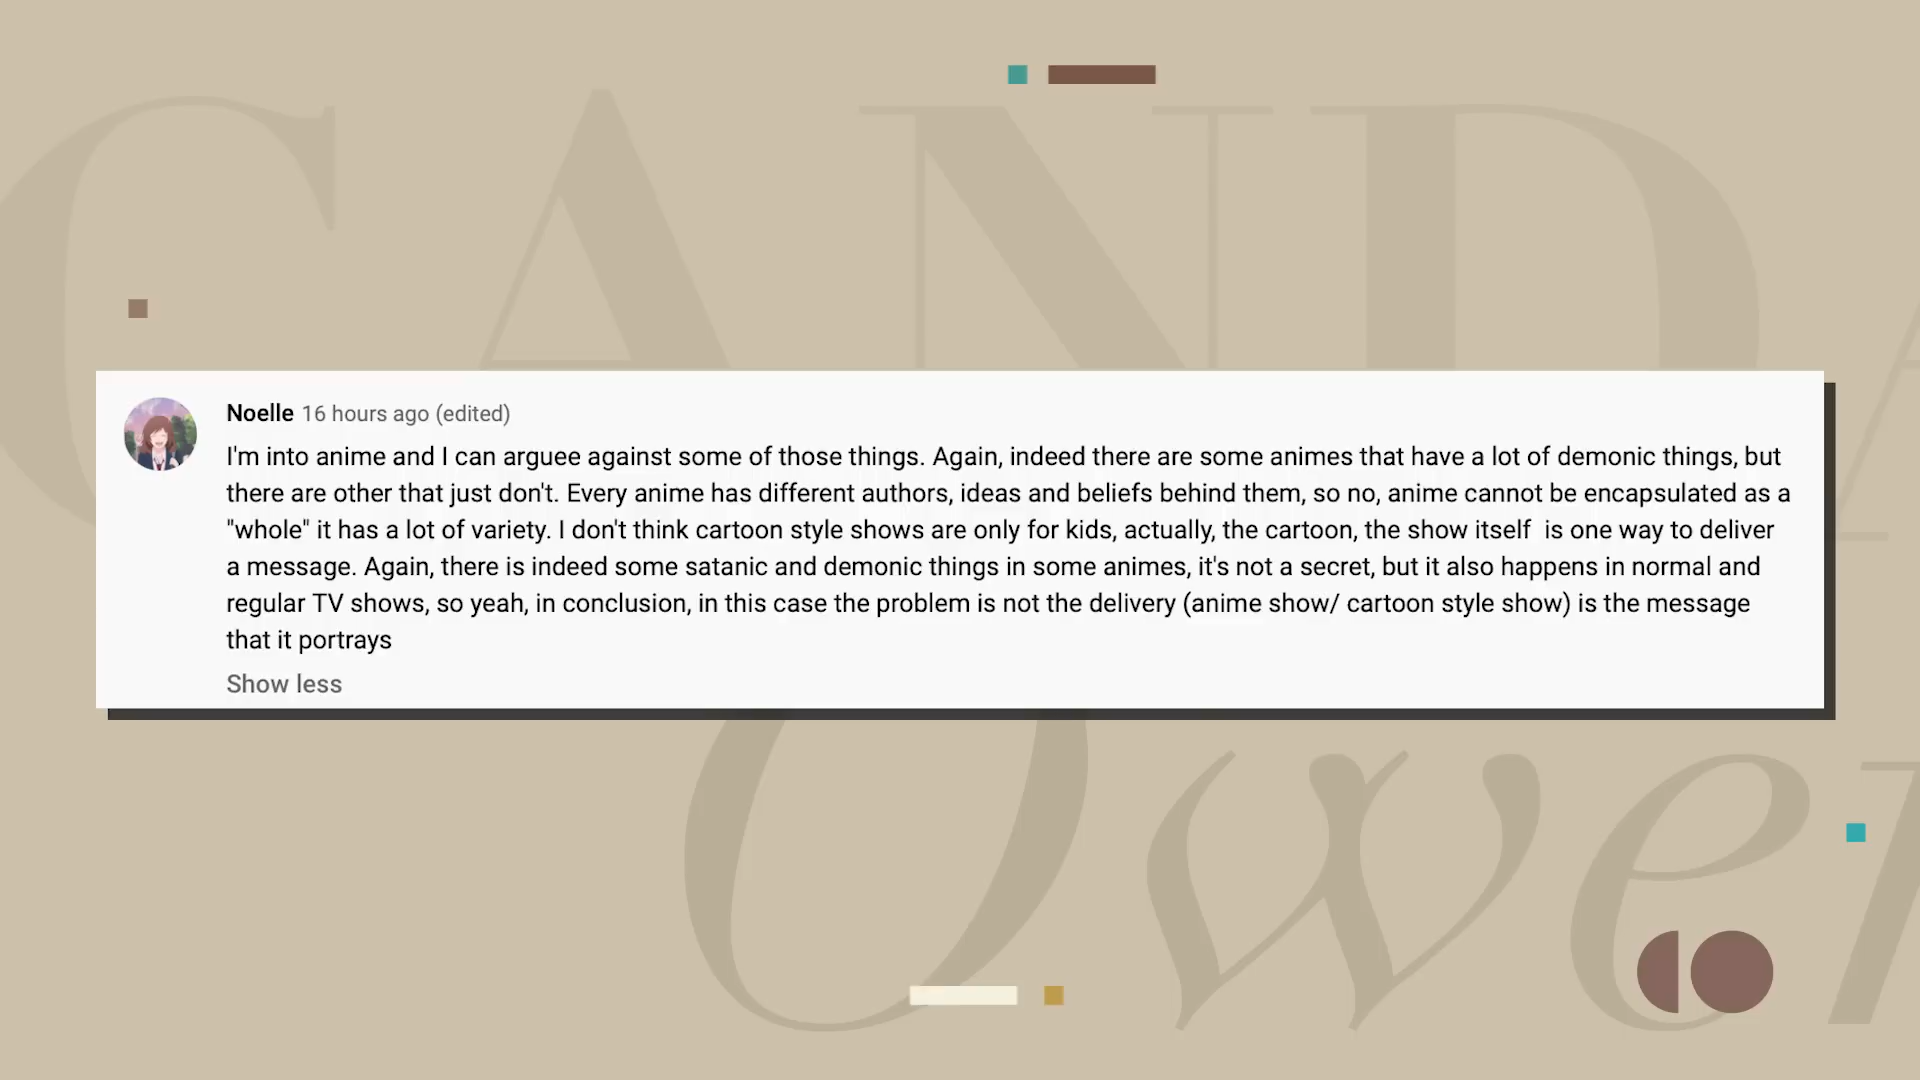 CANDA
Noelle 16 hours ago (edited)
I'm into anime and I can arguee against some of those things. Again, indeed there are some animes that have a lot of demonic things, but
there are other that just don't. Every anime has different authors, ideas and beliefs behind them, so no, anime cannot be encapsulated as a
"whole" it has a lot of variety. I don't think cartoon style shows are only for kids, actually, the cartoon, the show itself  is one way to deliver
a message. Again, there is indeed some satanic and demonic things in some animes, it's not a secret, but it also happens in normal and
regular TV shows, so yeah, in conclusion, in this case the problem is not the delivery (anime show/ cartoon style show) is the message
that it portrays
Show less
Owen